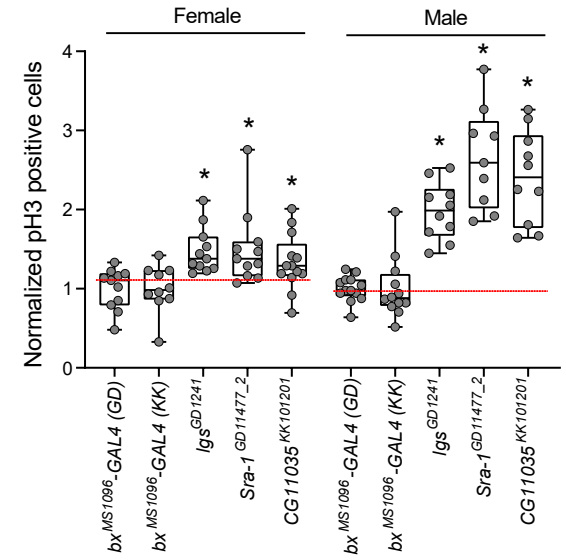 Female Male
Normalized pH3 positive cells
4
* * * * * *
3
2
1
0
bx^MS1096-GAL4 (GD)
bx^MS1096-GAL4 (KK)
lgs^GD1241
Sra-1^GD11477_2
CG11035^KK101201
bx^MS1096-GAL4 (GD)
bx^MS1096-GAL4 (KK)
lgs^GD1241
Sra-1^GD11477_2
CG11035^KK101201